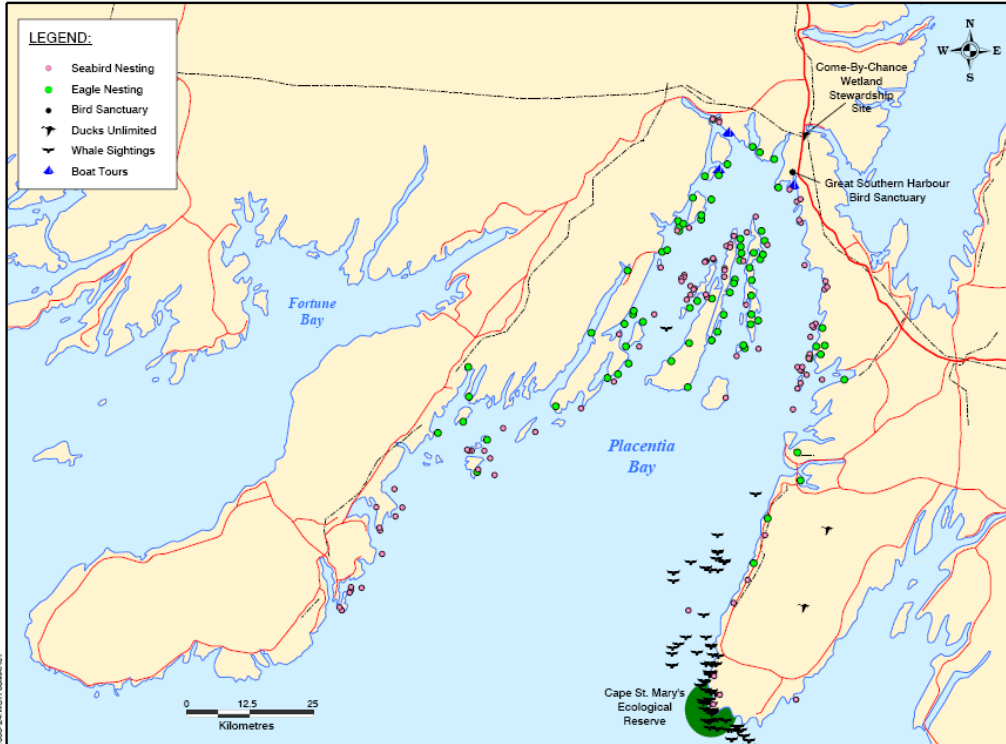 LEGEND:
Seabird Nesting
Eagle Nesting
Bird Sanctuary
Ducks Unlimited
Whale Sightings
Boat Tours
N
W
E
S
Come-By-Chance
Wetland
Stewardship
Site
Great Southern Harbour
Bird Sanctuary
Fortune
Bay
Placentia
Bay
Cape St. Mary's
Ecological
Reserve
0 12.5 25
Kilometres